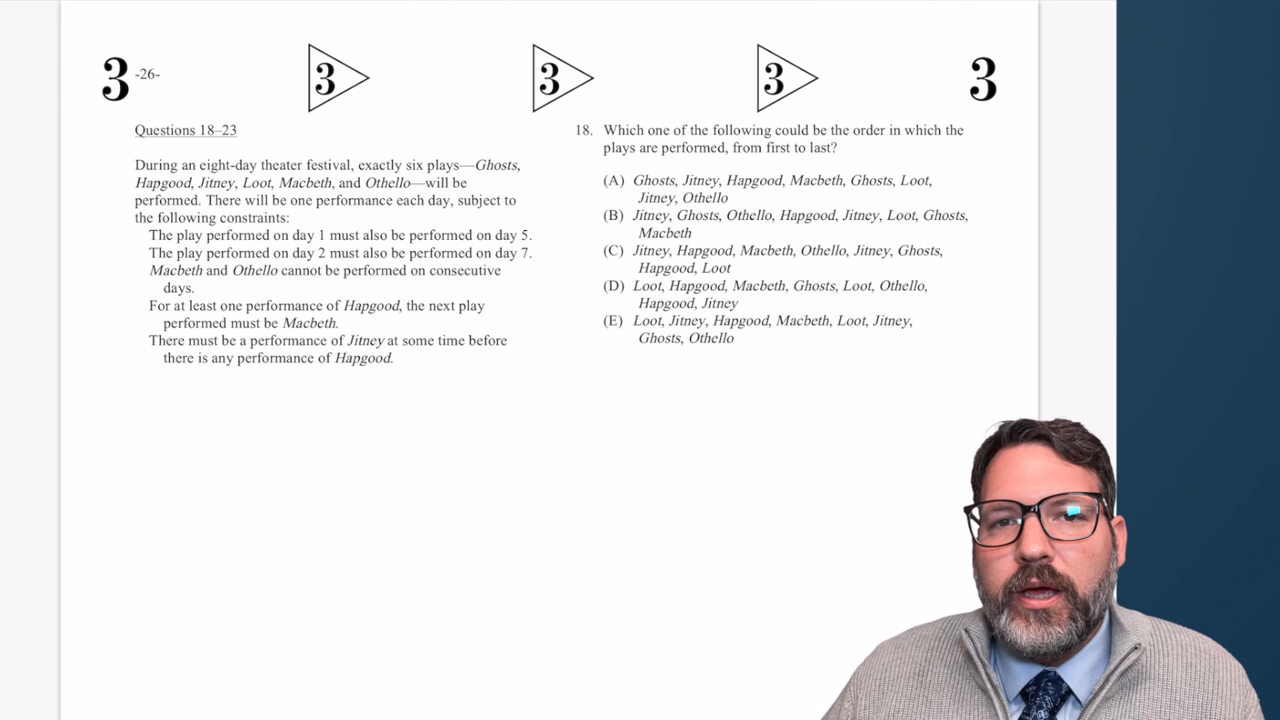 3 -26- 3 3 3 3
Questions 18–23
During an eight-day theater festival, exactly six plays—Ghosts,
Hapgood, Jitney, Loot, Macbeth, and Othello—will be
performed. There will be one performance each day, subject to
the following constraints:
The play performed on day 1 must also be performed on day 5.
The play performed on day 2 must also be performed on day 7.
Macbeth and Othello cannot be performed on consecutive
days.
For at least one performance of Hapgood, the next play
performed must be Macbeth.
There must be a performance of Jitney at some time before
there is any performance of Hapgood.
18. Which one of the following could be the order in which the
plays are performed, from first to last?
(A) Ghosts, Jitney, Hapgood, Macbeth, Ghosts, Loot,
Jitney, Othello
(B) Jitney, Ghosts, Othello, Hapgood, Jitney, Loot, Ghosts,
Macbeth
(C) Jitney, Hapgood, Macbeth, Othello, Jitney, Ghosts,
Hapgood, Loot
(D) Loot, Hapgood, Macbeth, Ghosts, Loot, Othello,
Hapgood, Jitney
(E) Loot, Jitney, Hapgood, Macbeth, Loot, Jitney,
Ghosts, Othello